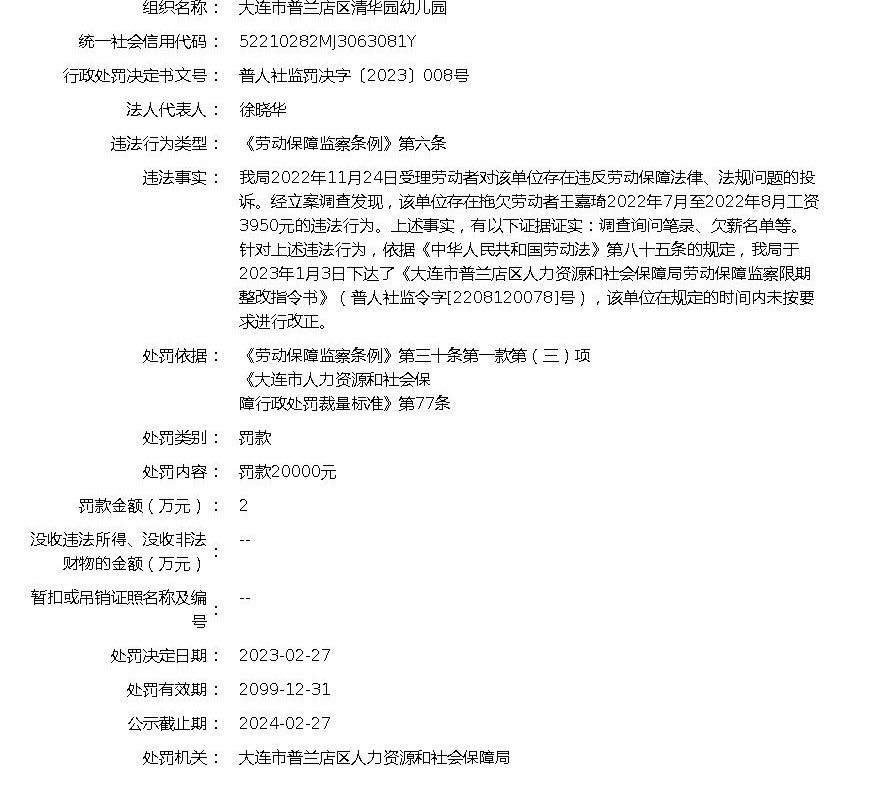 组织名称： 大连市普兰店区清华园幼儿园
统一社会信用代码： 52210282MJ3063081Y
行政处罚决定书文号： 普人社监罚决字〔2023〕008号
法人代表人： 徐晓华
违法行为类型： 《劳动保障监察条例》第六条
违法事实： 我局2022年11月24日受理劳动者对该单位存在违反劳动保障法律、法规问题的投
诉。经立案调查发现，该单位存在拖欠劳动者王嘉琦2022年7月至2022年8月工资
3950元的违法行为。上述事实，有以下证据证实：调查询问笔录、欠薪名单等。
针对上述违法行为，依据《中华人民共和国劳动法》第八十五条的规定，我局于
2023年1月3日下达了《大连市普兰店区人力资源和社会保障局劳动保障监察限期
整改指令书》（普人社监令字[2208120078]号），该单位在规定的时间内未按要
求进行改正。
处罚依据： 《劳动保障监察条例》第三十条第一款第（三）项
《大连市人力资源和社会保
障行政处罚裁量标准》第77条
处罚类别： 罚款
处罚内容： 罚款20000元
罚款金额（万元）： 2
没收违法所得、没收非法
财物的金额（万元）： --
暂扣或吊销证照名称及编
号： --
处罚决定日期： 2023-02-27
处罚有效期： 2099-12-31
公示截止期： 2024-02-27
处罚机关： 大连市普兰店区人力资源和社会保障局